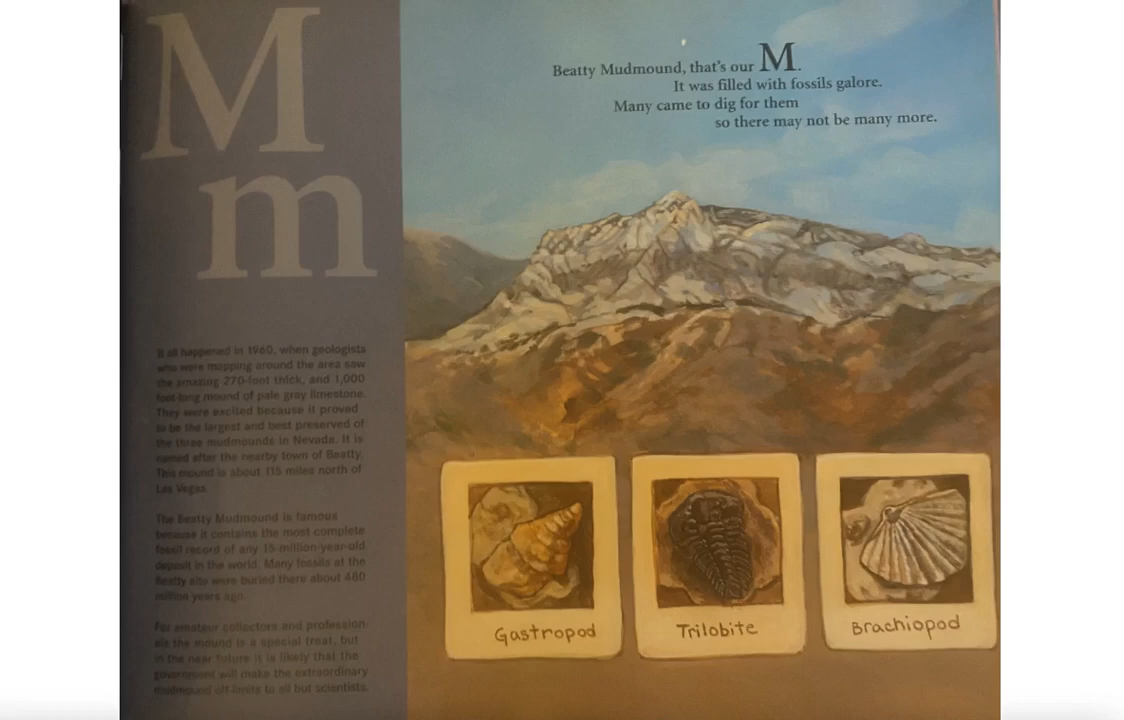 M
m
Beatty Mudmound, that's our M.
It was filled with fossils galore.
Many came to dig for them
so there may not be many more.
It all happened in 1960, when geologists
who were mapping around the area saw
the amazing 270-foot thick, and 1,000
foot-long mound of pale gray limestone.
They were excited because it proved
to be the largest and best preserved of
the three mudmounds in Nevada. It is
named after the nearby town of Beatty.
This mound is about 115 miles north of
Las Vegas.
The Beatty Mudmound is famous
because it contains the most complete
fossil record of any 15-million-year-old
deposit in the world. Many fossils at the
Beatty site were buried there about 480
million years ago.
For amateur collectors and profession-
als the mound is a special treat, but
in the near future it is likely that the
government will make the extraordinary
mudmound off-limits to all but scientists.
Gastropod
Trilobite
Brachiopod